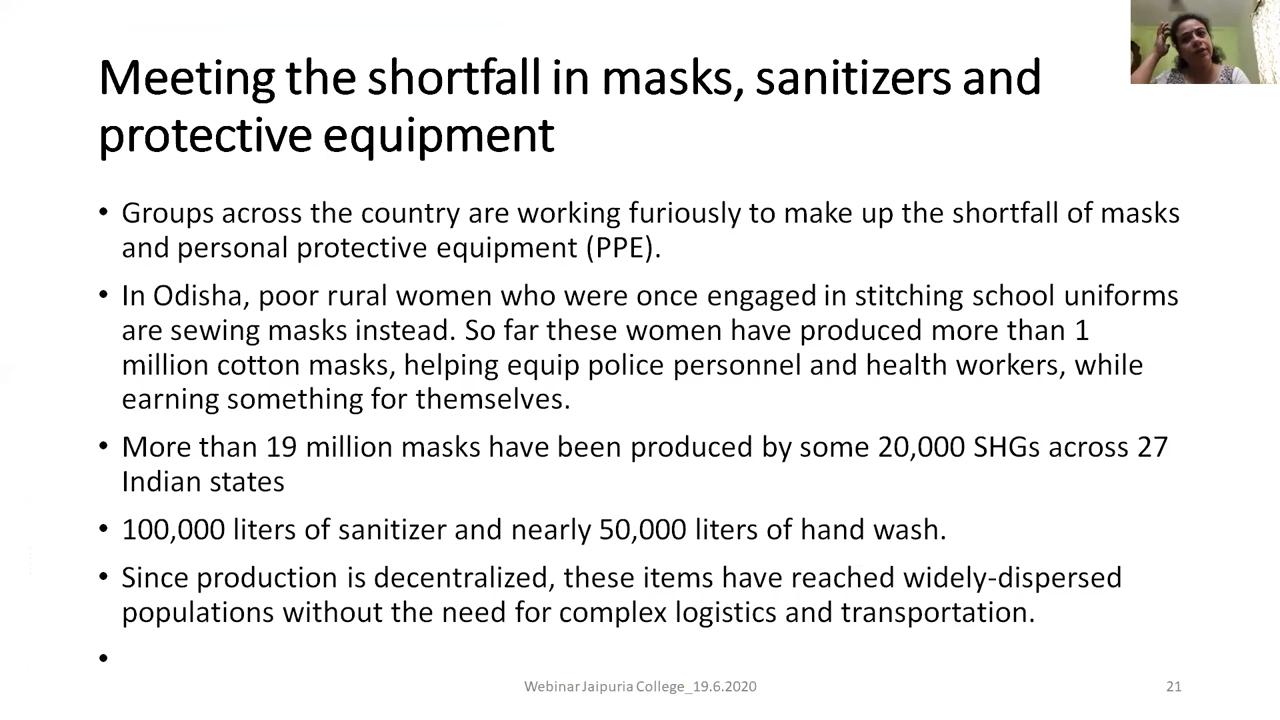 Meeting the shortfall in masks, sanitizers and
protective equipment
• Groups across the country are working furiously to make up the shortfall of masks
and personal protective equipment (PPE).
• In Odisha, poor rural women who were once engaged in stitching school uniforms
are sewing masks instead. So far these women have produced more than 1
million cotton masks, helping equip police personnel and health workers, while
earning something for themselves.
• More than 19 million masks have been produced by some 20,000 SHGs across 27
Indian states
• 100,000 liters of sanitizer and nearly 50,000 liters of hand wash.
• Since production is decentralized, these items have reached widely-dispersed
populations without the need for complex logistics and transportation.
•
Webinar Jaipuria College_19.6.2020
21